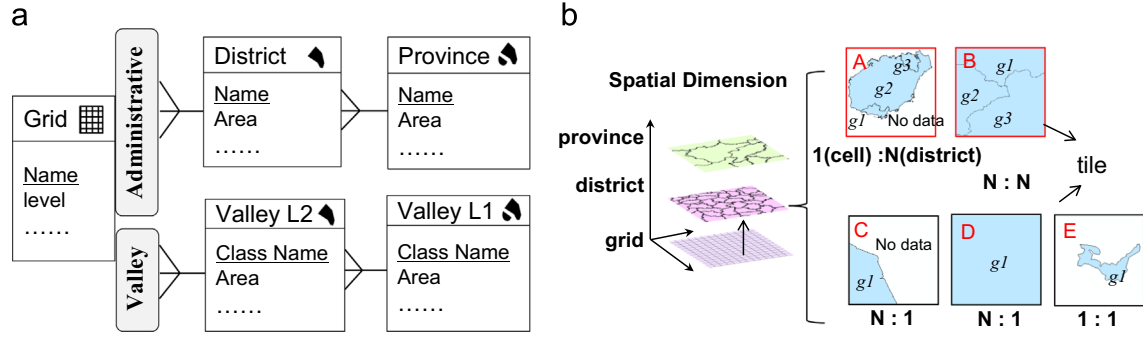 a
Grid
Name
level
......
Administrative
Valley
District
Name
Area
......
Province
Name
Area
......
Valley L2
Class Name
Area
......
Valley L1
Class Name
Area
......
b
Spatial Dimension
province
district
grid
A
g3
g2
g1
No data
B
g1
g2
g3
1(cell) :N(district)
N : N
tile
C
No data
g1
N : 1
D
g1
N : 1
E
g1
1 : 1